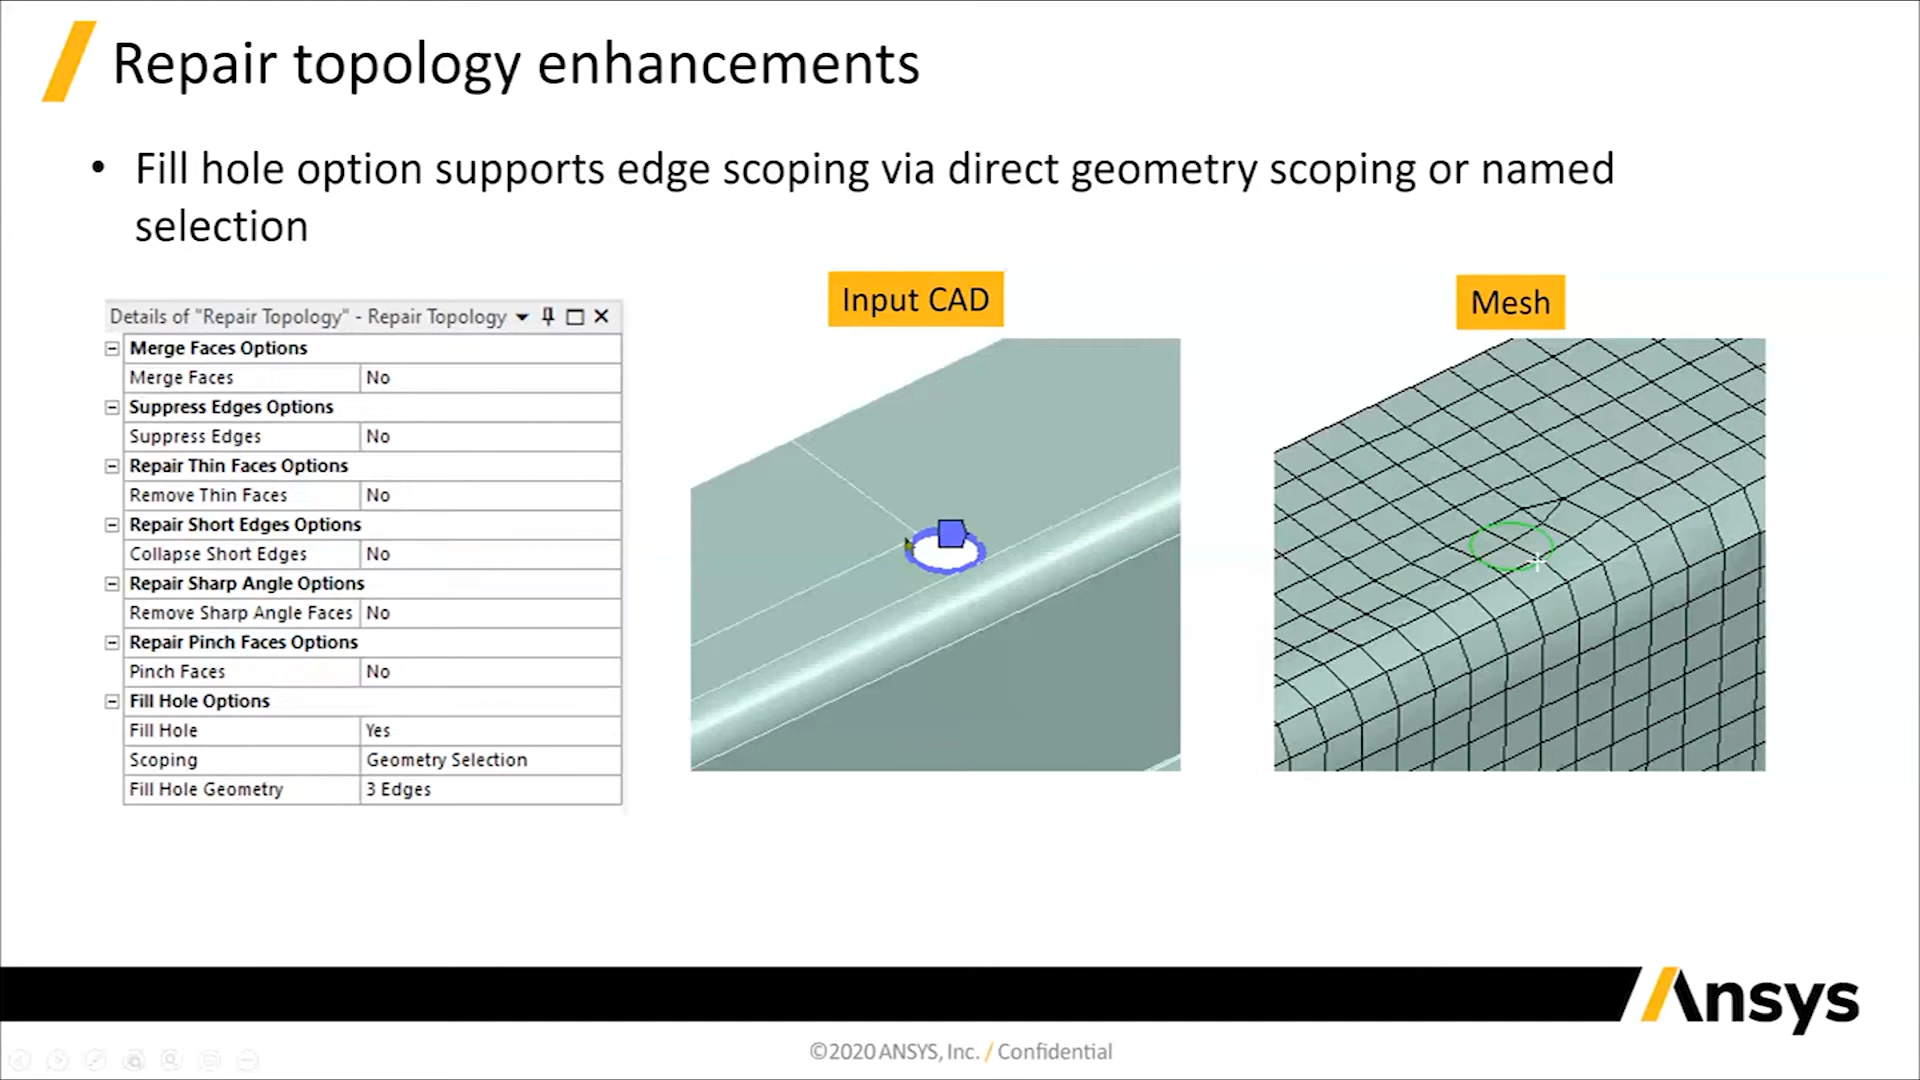 Repair topology enhancements
• Fill hole option supports edge scoping via direct geometry scoping or named
selection
Input CAD
Mesh
Details of "Repair Topology" - Repair Topology
Merge Faces Options
Merge Faces No
Suppress Edges Options
Suppress Edges No
Repair Thin Faces Options
Remove Thin Faces No
Repair Short Edges Options
Collapse Short Edges No
Repair Sharp Angle Options
Remove Sharp Angle Faces No
Repair Pinch Faces Options
Pinch Faces No
Fill Hole Options
Fill Hole Yes
Scoping Geometry Selection
Fill Hole Geometry 3 Edges
Ansys
©2020 ANSYS, Inc. / Confidential